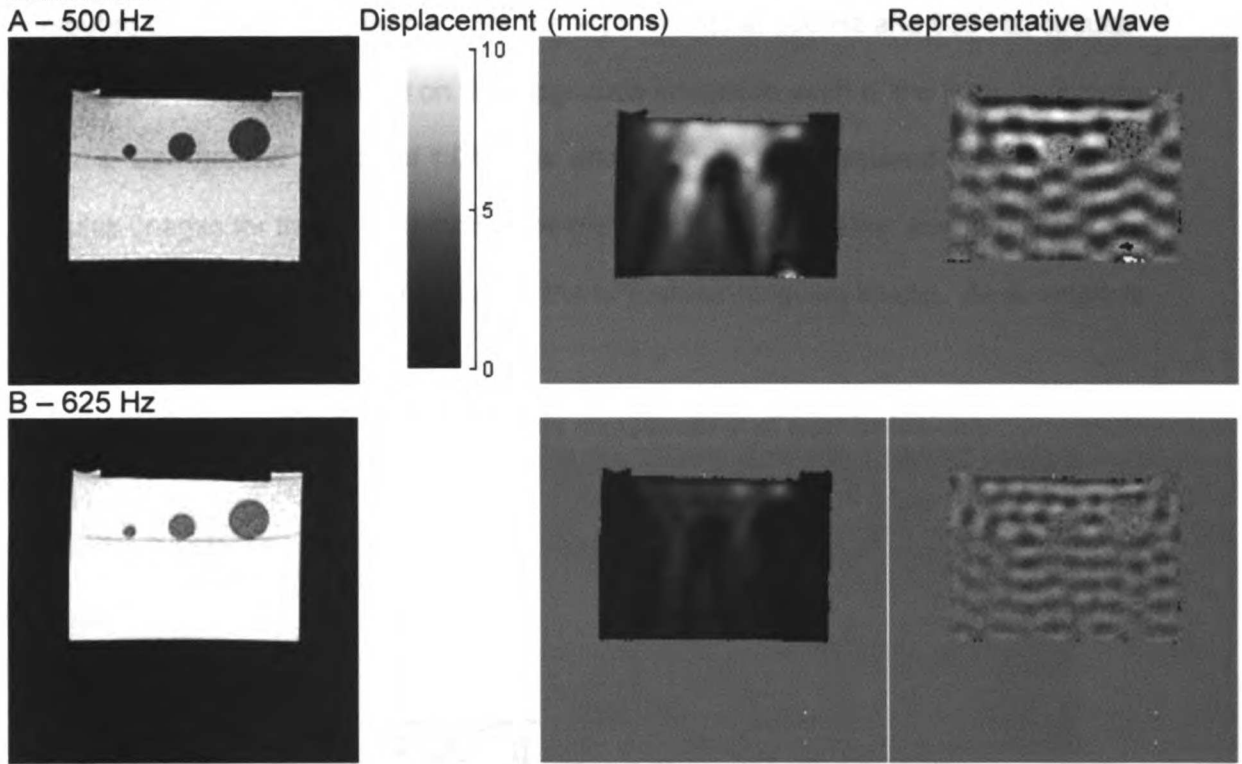 A – 500 Hz
Displacement (microns)
Representative Wave
10
5
0
B – 625 Hz